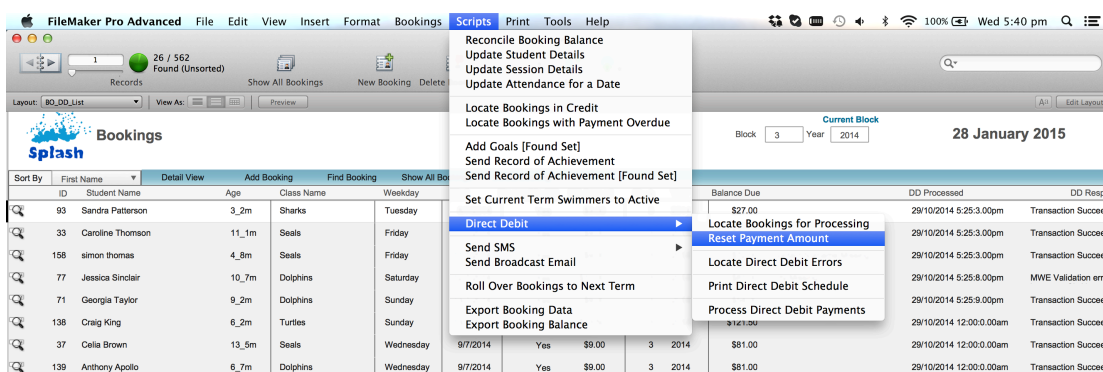 FileMaker Pro Advanced File Edit View Insert Format Bookings Scripts Print Tools Help 100% Wed 5:40 pm
1 26 / 562 Found (Unsorted)
Records Show All Bookings New Booking Delete
Layout: BO_DD_List View As: Preview Edit Layout
Splash Bookings
Current Block
Block 3 Year 2014 28 January 2015
Sort By First Name Detail View Add Booking Find Booking Show All
ID Student Name Age Class Name Weekday Balance Due DD Processed DD
93 Sandra Patterson 3_2m Sharks Tuesday $27.00 29/10/2014 5:25:3.00pm Transaction
33 Caroline Thomson 11_1m Seals Friday 29/10/2014 5:25:3.00pm Transaction
158 simon thomas 4_8m Seals Friday 29/10/2014 5:25:3.00pm Transaction
77 Jessica Sinclair 10_7m Dolphins Saturday 29/10/2014 5:25:8.00pm MWE Validation
71 Georgia Taylor 9_2m Dolphins Sunday 29/10/2014 5:25:9.00pm Transaction
138 Craig King 6_2m Turtles Sunday $121.50 29/10/2014 12:00:0.00am Transaction
37 Celia Brown 13_5m Seals Wednesday 9/7/2014 Yes $9.00 3 2014 $81.00 29/10/2014 12:00:0.00am Transaction
139 Anthony Apollo 6_7m Dolphins Wednesday 9/7/2014 Yes $9.00 3 2014 $81.00 29/10/2014 12:00:0.00am Transaction
Reconcile Booking Balance
Update Student Details
Update Session Details
Update Attendance for a Date
Locate Bookings in Credit
Locate Bookings with Payment Overdue
Add Goals [Found Set]
Send Record of Achievement
Send Record of Achievement [Found Set]
Set Current Term Swimmers to Active
Direct Debit
Send SMS
Send Broadcast Email
Roll Over Bookings to Next Term
Export Booking Data
Export Booking Balance
Locate Bookings for Processing
Reset Payment Amount
Locate Direct Debit Errors
Print Direct Debit Schedule
Process Direct Debit Payments